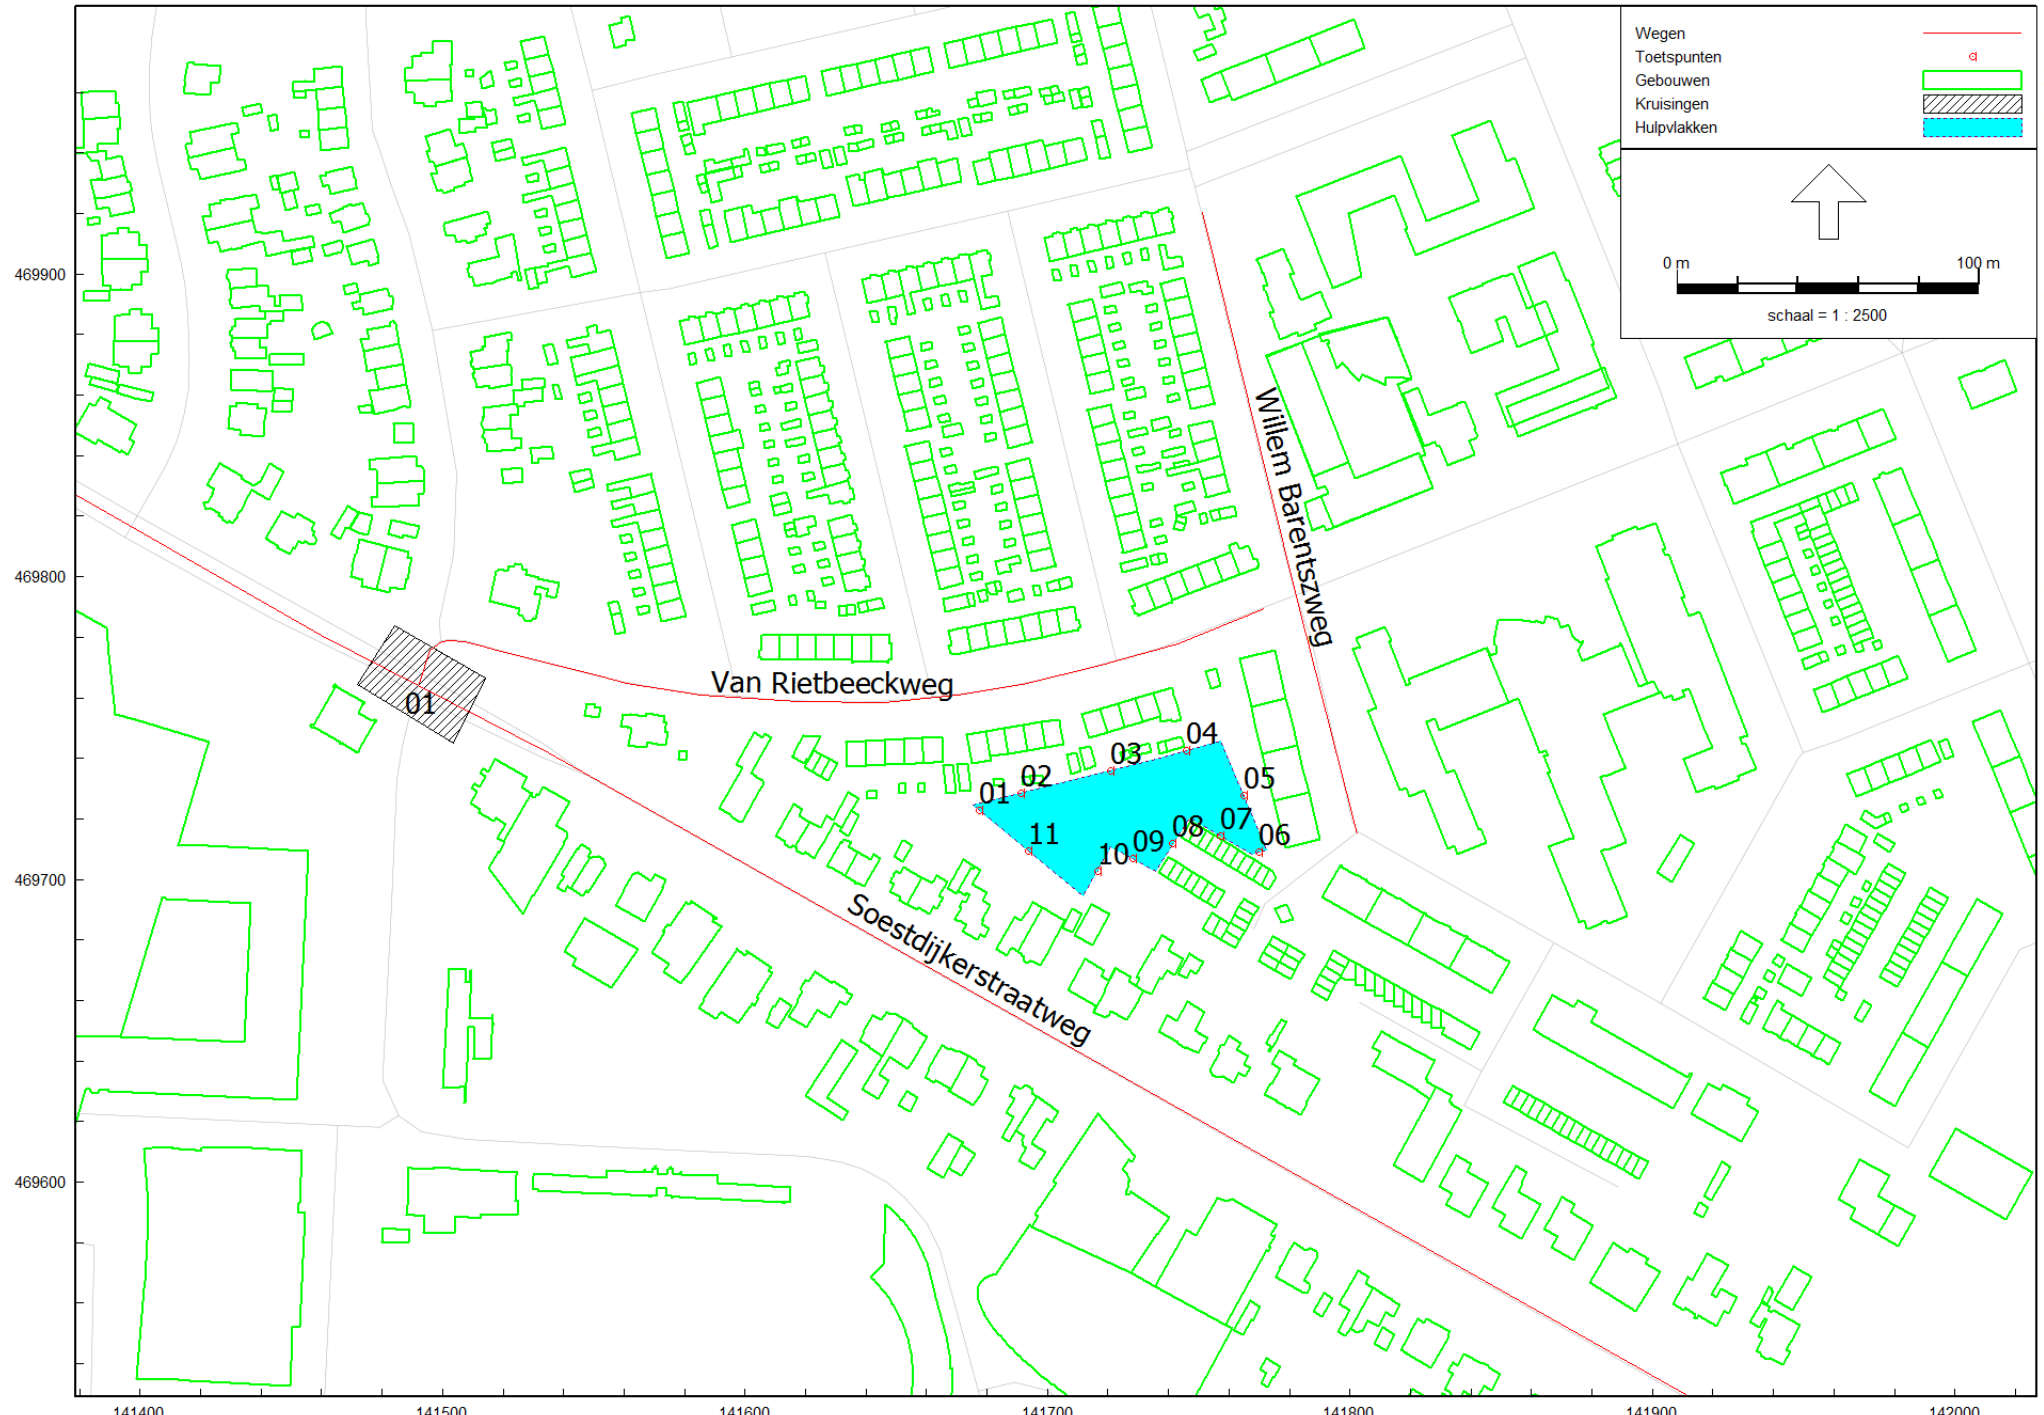 Wegen
Toetspunten
Gebouwen
Kruisingen
Hulpvlakken
0 m 100 m
schaal = 1 : 2500
469900
469800
469700
469600
Willem Barentszweg
Van Rietbeeckweg
Soestdijkerstraatweg
01
04
03
02
01
05
11
08
07
06
09
10
141400 141500 141600 141700 141800 141900 142000